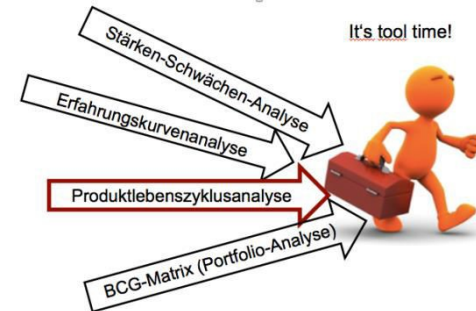 It's tool time!
Stärken-Schwächen-Analyse
Erfahrungskurvenanalyse
Produktlebenszyklusanalyse
BCG-Matrix (Portfolio-Analyse)